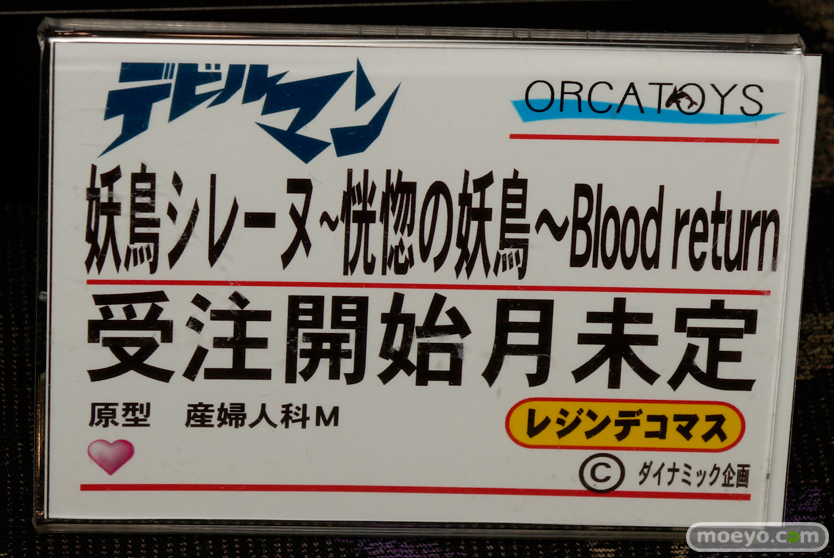 デビルマン
ORCATOYS
妖鳥シレーヌ~恍惚の妖鳥~Blood return
受注開始月未定
原型 産婦人科M
レジンデコマス
© ダイナミック企画
moeyo.com